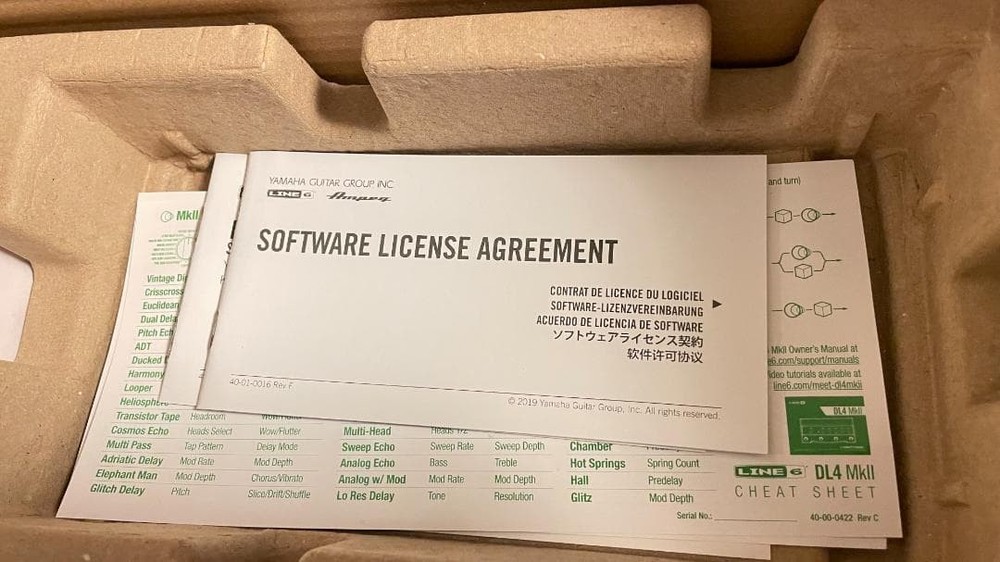 YAMAHA GUITAR GROUP, INC.
LINE 6 Ampeg
SOFTWARE LICENSE AGREEMENT
CONTRAT DE LICENCE DU LOGICIEL
SOFTWARE-LIZENZVEREINBARUNG
ACUERDO DE LICENCIA DE SOFTWARE
ソフトウェアライセンス契約
软件许可协议
40-01-0016 Rev F
© 2019 Yamaha Guitar Group, Inc. All rights reserved.
and turn)
MkII
Vintage
Crisscross
Euclidean
Dual
Pitch
ADT
Ducked
Harmony
Looper
Transistor Tape Headroom Wow/Flutter
Cosmos Echo Heads Select Wow/Flutter Multi-Head
Multi Pass Tap Pattern Delay Mode Sweep Echo Sweep Rate Sweep Depth Chamber
Adriatic Delay Mod Rate Mod Depth Analog Echo Bass Treble Hot Springs Spring Count
Elephant Man Mod Depth Chorus/Vibrato Analog w/ Mod Mod Rate Mod Depth Hall Predelay
Glitch Delay Pitch Slice/Drift/Shuffle Lo Res Delay Tone Resolution Glitz Mod Depth
MkII Owner's Manual at
line6.com/support/manuals
video tutorials available at
line6.com/meet-dl4mkii
DL4 MkII
LINE 6 DL4 MkII
CHEAT SHEET
Serial No.:
40-00-0422 Rev C